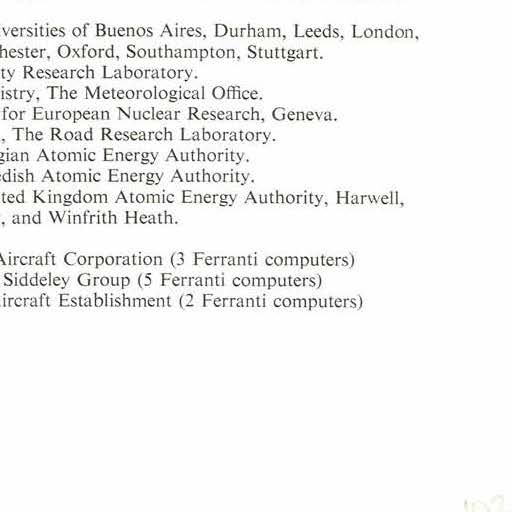 versities of Buenos Aires, Durham, Leeds, London,
hester, Oxford, Southampton, Stuttgart.
ty Research Laboratory.
istry, The Meteorological Office.
for European Nuclear Research, Geneva.
, The Road Research Laboratory.
gian Atomic Energy Authority.
edish Atomic Energy Authority.
ted Kingdom Atomic Energy Authority, Harwell,
, and Winfrith Heath.
Aircraft Corporation (3 Ferranti computers)
Siddeley Group (5 Ferranti computers)
ircraft Establishment (2 Ferranti computers)